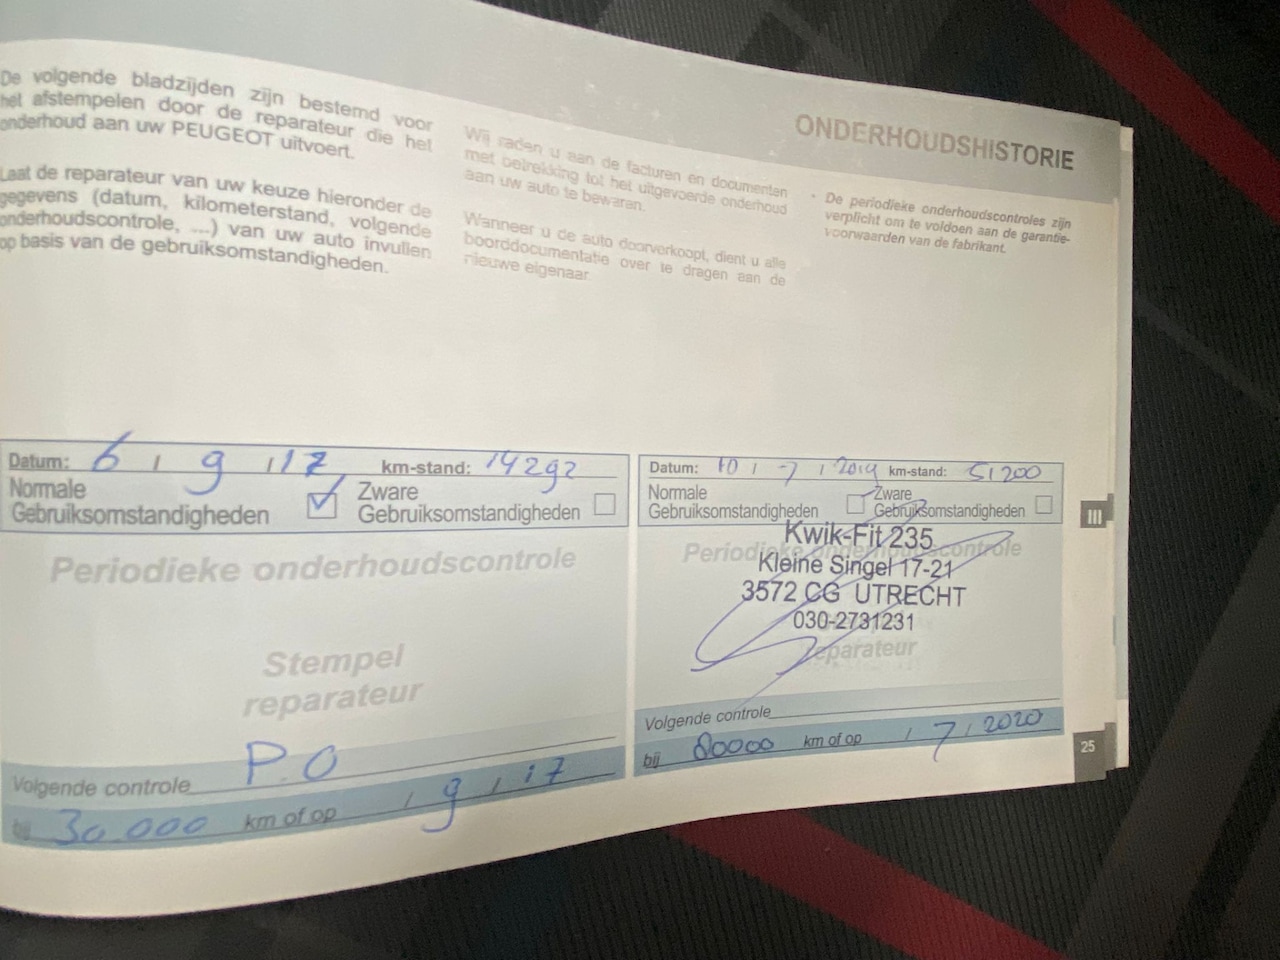 ONDERHOUDSHISTORIE
De volgende bladzijden zijn bestemd voor
het afstempelen door de reparateur die het
onderhoud aan uw PEUGEOT uitvoert.
Laat de reparateur van uw keuze hieronder de
gegevens (datum, kilometerstand, volgende
onderhoudscontrole, ...) van uw auto invullen
op basis van de gebruiksomstandigheden.
Wij raden u aan de facturen en documenten
met betrekking tot het uitgevoerde onderhoud
aan uw auto te bewaren.
Wanneer u de auto doorverkoopt, dient u alle
boorddocumentatie over te dragen aan de
nieuwe eigenaar.
De periodieke onderhoudscontroles zijn
verplicht om te voldoen aan de garantie-
voorwaarden van de fabrikant.
Datum: 6 / 9 / 17 km-stand: 14292
Normale
Gebruiksomstandigheden
Zware
Gebruiksomstandigheden
Periodieke onderhoudscontrole
Stempel
reparateur
Volgende controle P.O
bij 30.000 km of op / 9 / 17
Datum: 10 / 7 / 2019 km-stand: 51200
Normale
Gebruiksomstandigheden
Zware
Gebruiksomstandigheden
Periodieke onderhoudscontrole
Kwik-Fit 235
Kleine Singel 17-21
3572 CG UTRECHT
030-2731231
reparateur
Volgende controle
bij 80000 km of op / 7 / 2020
III
25